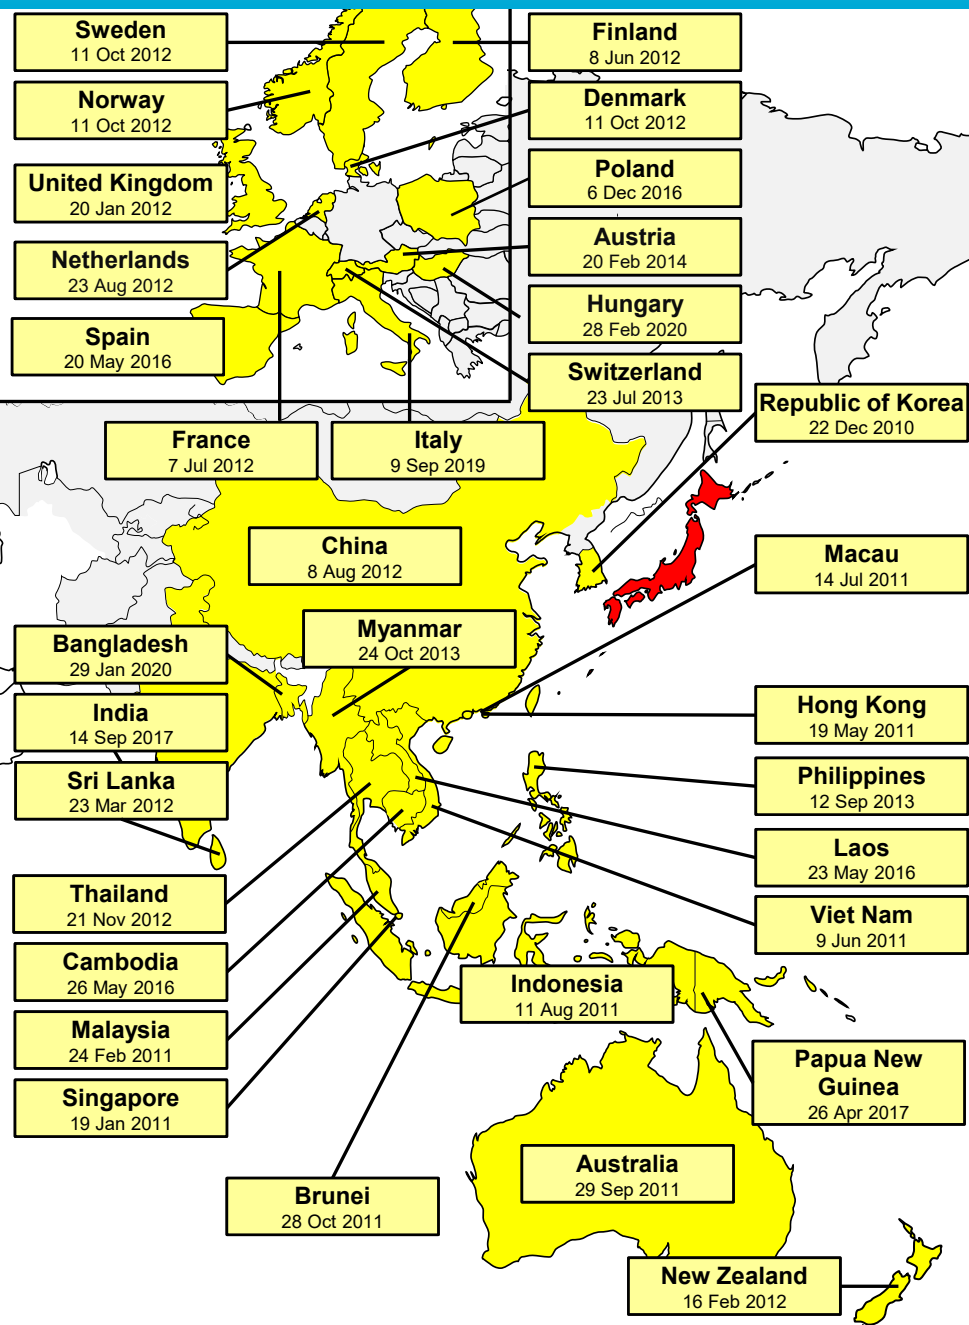 Sweden
11 Oct 2012
Finland
8 Jun 2012
Norway
11 Oct 2012
Denmark
11 Oct 2012
United Kingdom
20 Jan 2012
Poland
6 Dec 2016
Netherlands
23 Aug 2012
Austria
20 Feb 2014
Spain
20 May 2016
Hungary
28 Feb 2020
Switzerland
23 Jul 2013
Republic of Korea
22 Dec 2010
France
7 Jul 2012
Italy
9 Sep 2019
China
8 Aug 2012
Macau
14 Jul 2011
Bangladesh
29 Jan 2020
Myanmar
24 Oct 2013
India
14 Sep 2017
Hong Kong
19 May 2011
Sri Lanka
23 Mar 2012
Philippines
12 Sep 2013
Laos
23 May 2016
Thailand
21 Nov 2012
Viet Nam
9 Jun 2011
Cambodia
26 May 2016
Indonesia
11 Aug 2011
Malaysia
24 Feb 2011
Papua New
Guinea
26 Apr 2017
Singapore
19 Jan 2011
Australia
29 Sep 2011
Brunei
28 Oct 2011
New Zealand
16 Feb 2012